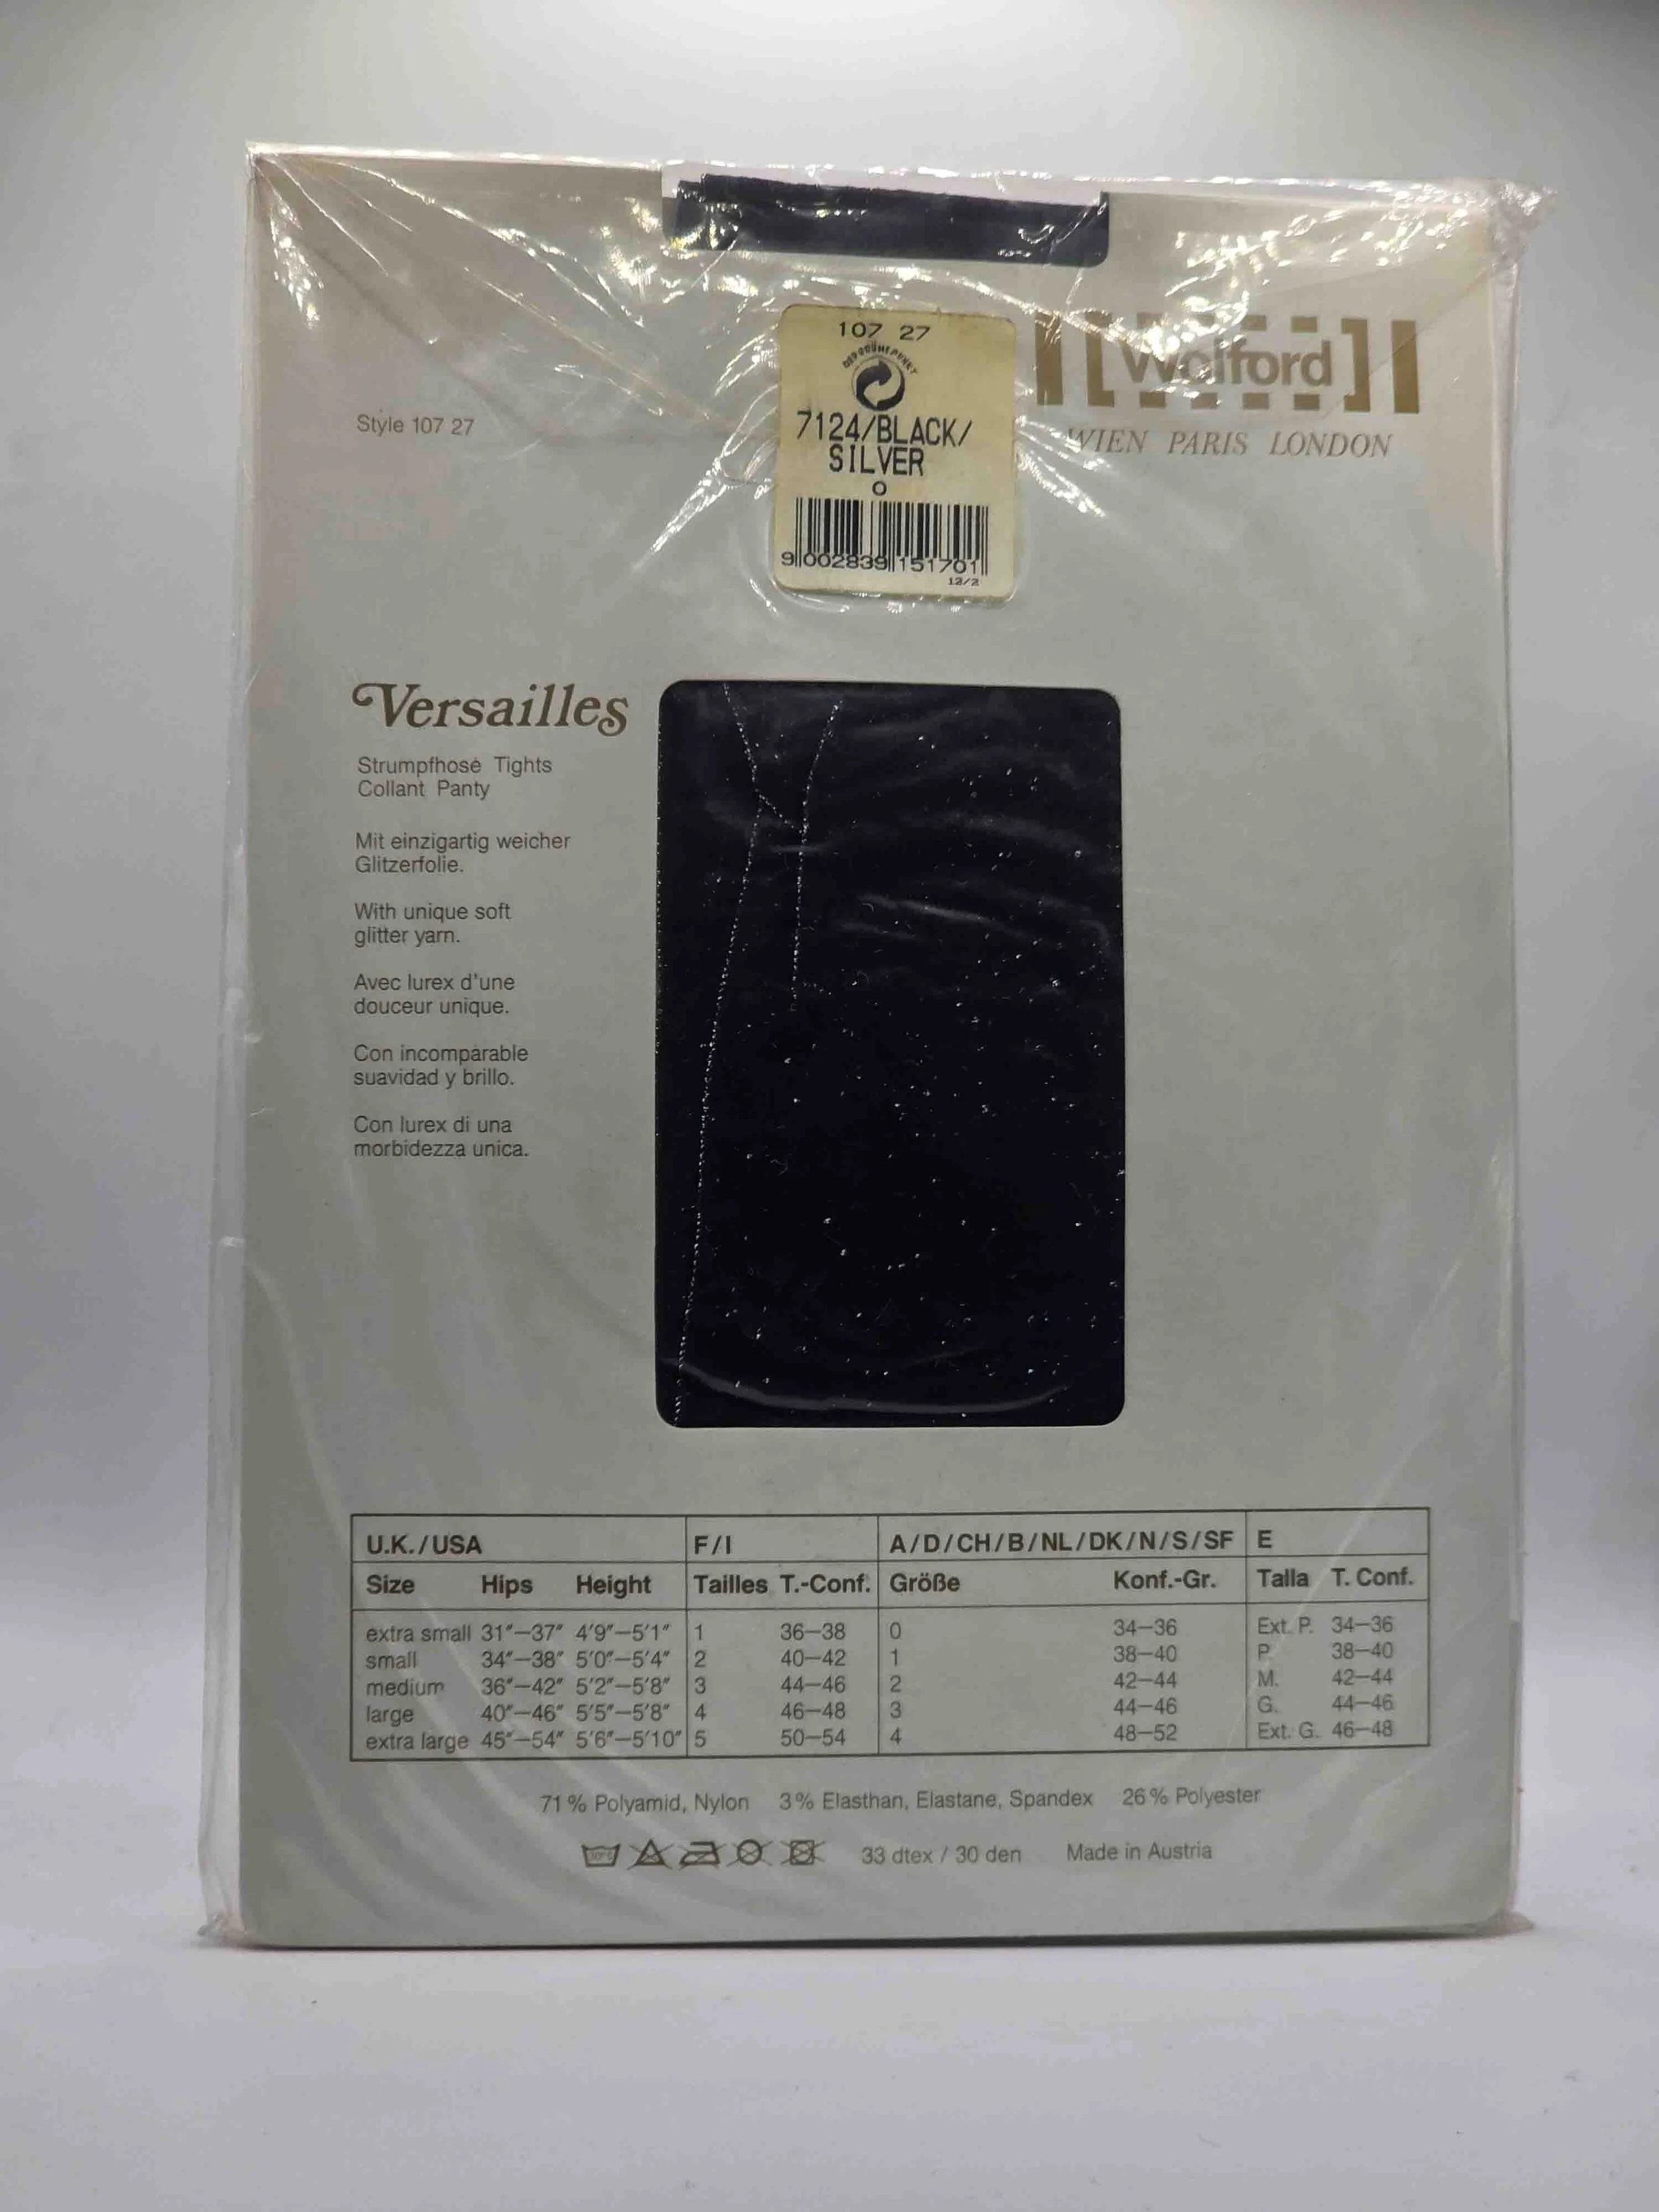 107 27
DER GRÜNE PUNKT
7124/BLACK/
SILVER
0
9 002839 151701
12/2
Wolford
WIEN PARIS LONDON
Style 107 27
Versailles
Strumpfhose Tights
Collant Panty
Mit einzigartig weicher
Glitzerfolie.
With unique soft
glitter yarn.
Avec lurex d'une
douceur unique.
Con incomparable
suavidad y brillo.
Con lurex di una
morbidezza unica.
U.K./USA F/I A/D/CH/B/NL/DK/N/S/SF E
Size Hips Height Tailles T.-Conf. Größe Konf.-Gr. Talla T. Conf.
extra small 31"–37" 4'9"–5'1" 1 36–38 0 34–36 Ext. P. 34–36
small 34"–38" 5'0"–5'4" 2 40–42 1 38–40 P. 38–40
medium 36"–42" 5'2"–5'8" 3 44–46 2 42–44 M. 42–44
large 40"–46" 5'5"–5'8" 4 46–48 3 44–46 G. 44–46
extra large 45"–54" 5'6"–5'10" 5 50–54 4 48–52 Ext. G. 46–48
71% Polyamid, Nylon 3% Elasthan, Elastane, Spandex 26% Polyester
33 dtex / 30 den Made in Austria